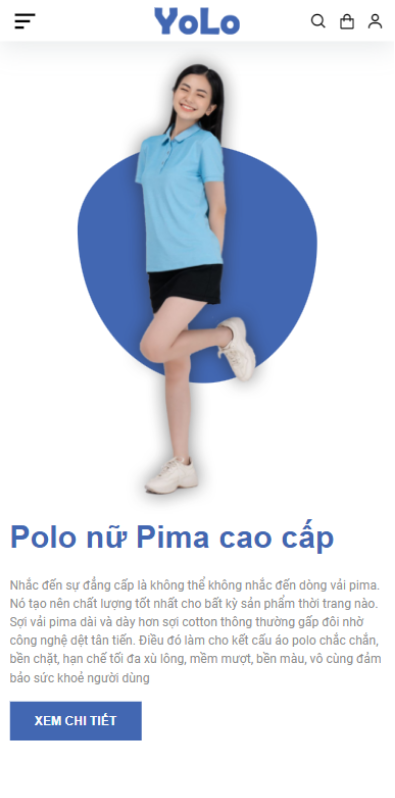 YoLo
Polo nữ Pima cao cấp
Nhắc đến sự đẳng cấp là không thể không nhắc đến dòng vải pima.
Nó tạo nên chất lượng tốt nhất cho bất kỳ sản phẩm thời trang nào.
Sợi vải pima dài và dày hơn sợi cotton thông thường gấp đôi nhờ
công nghệ dệt tân tiến. Điều đó làm cho kết cấu áo polo chắc chắn,
bền chặt, hạn chế tối đa xù lông, mềm mượt, bền màu, vô cùng đảm
bảo sức khoẻ người dùng
XEM CHI TIẾT